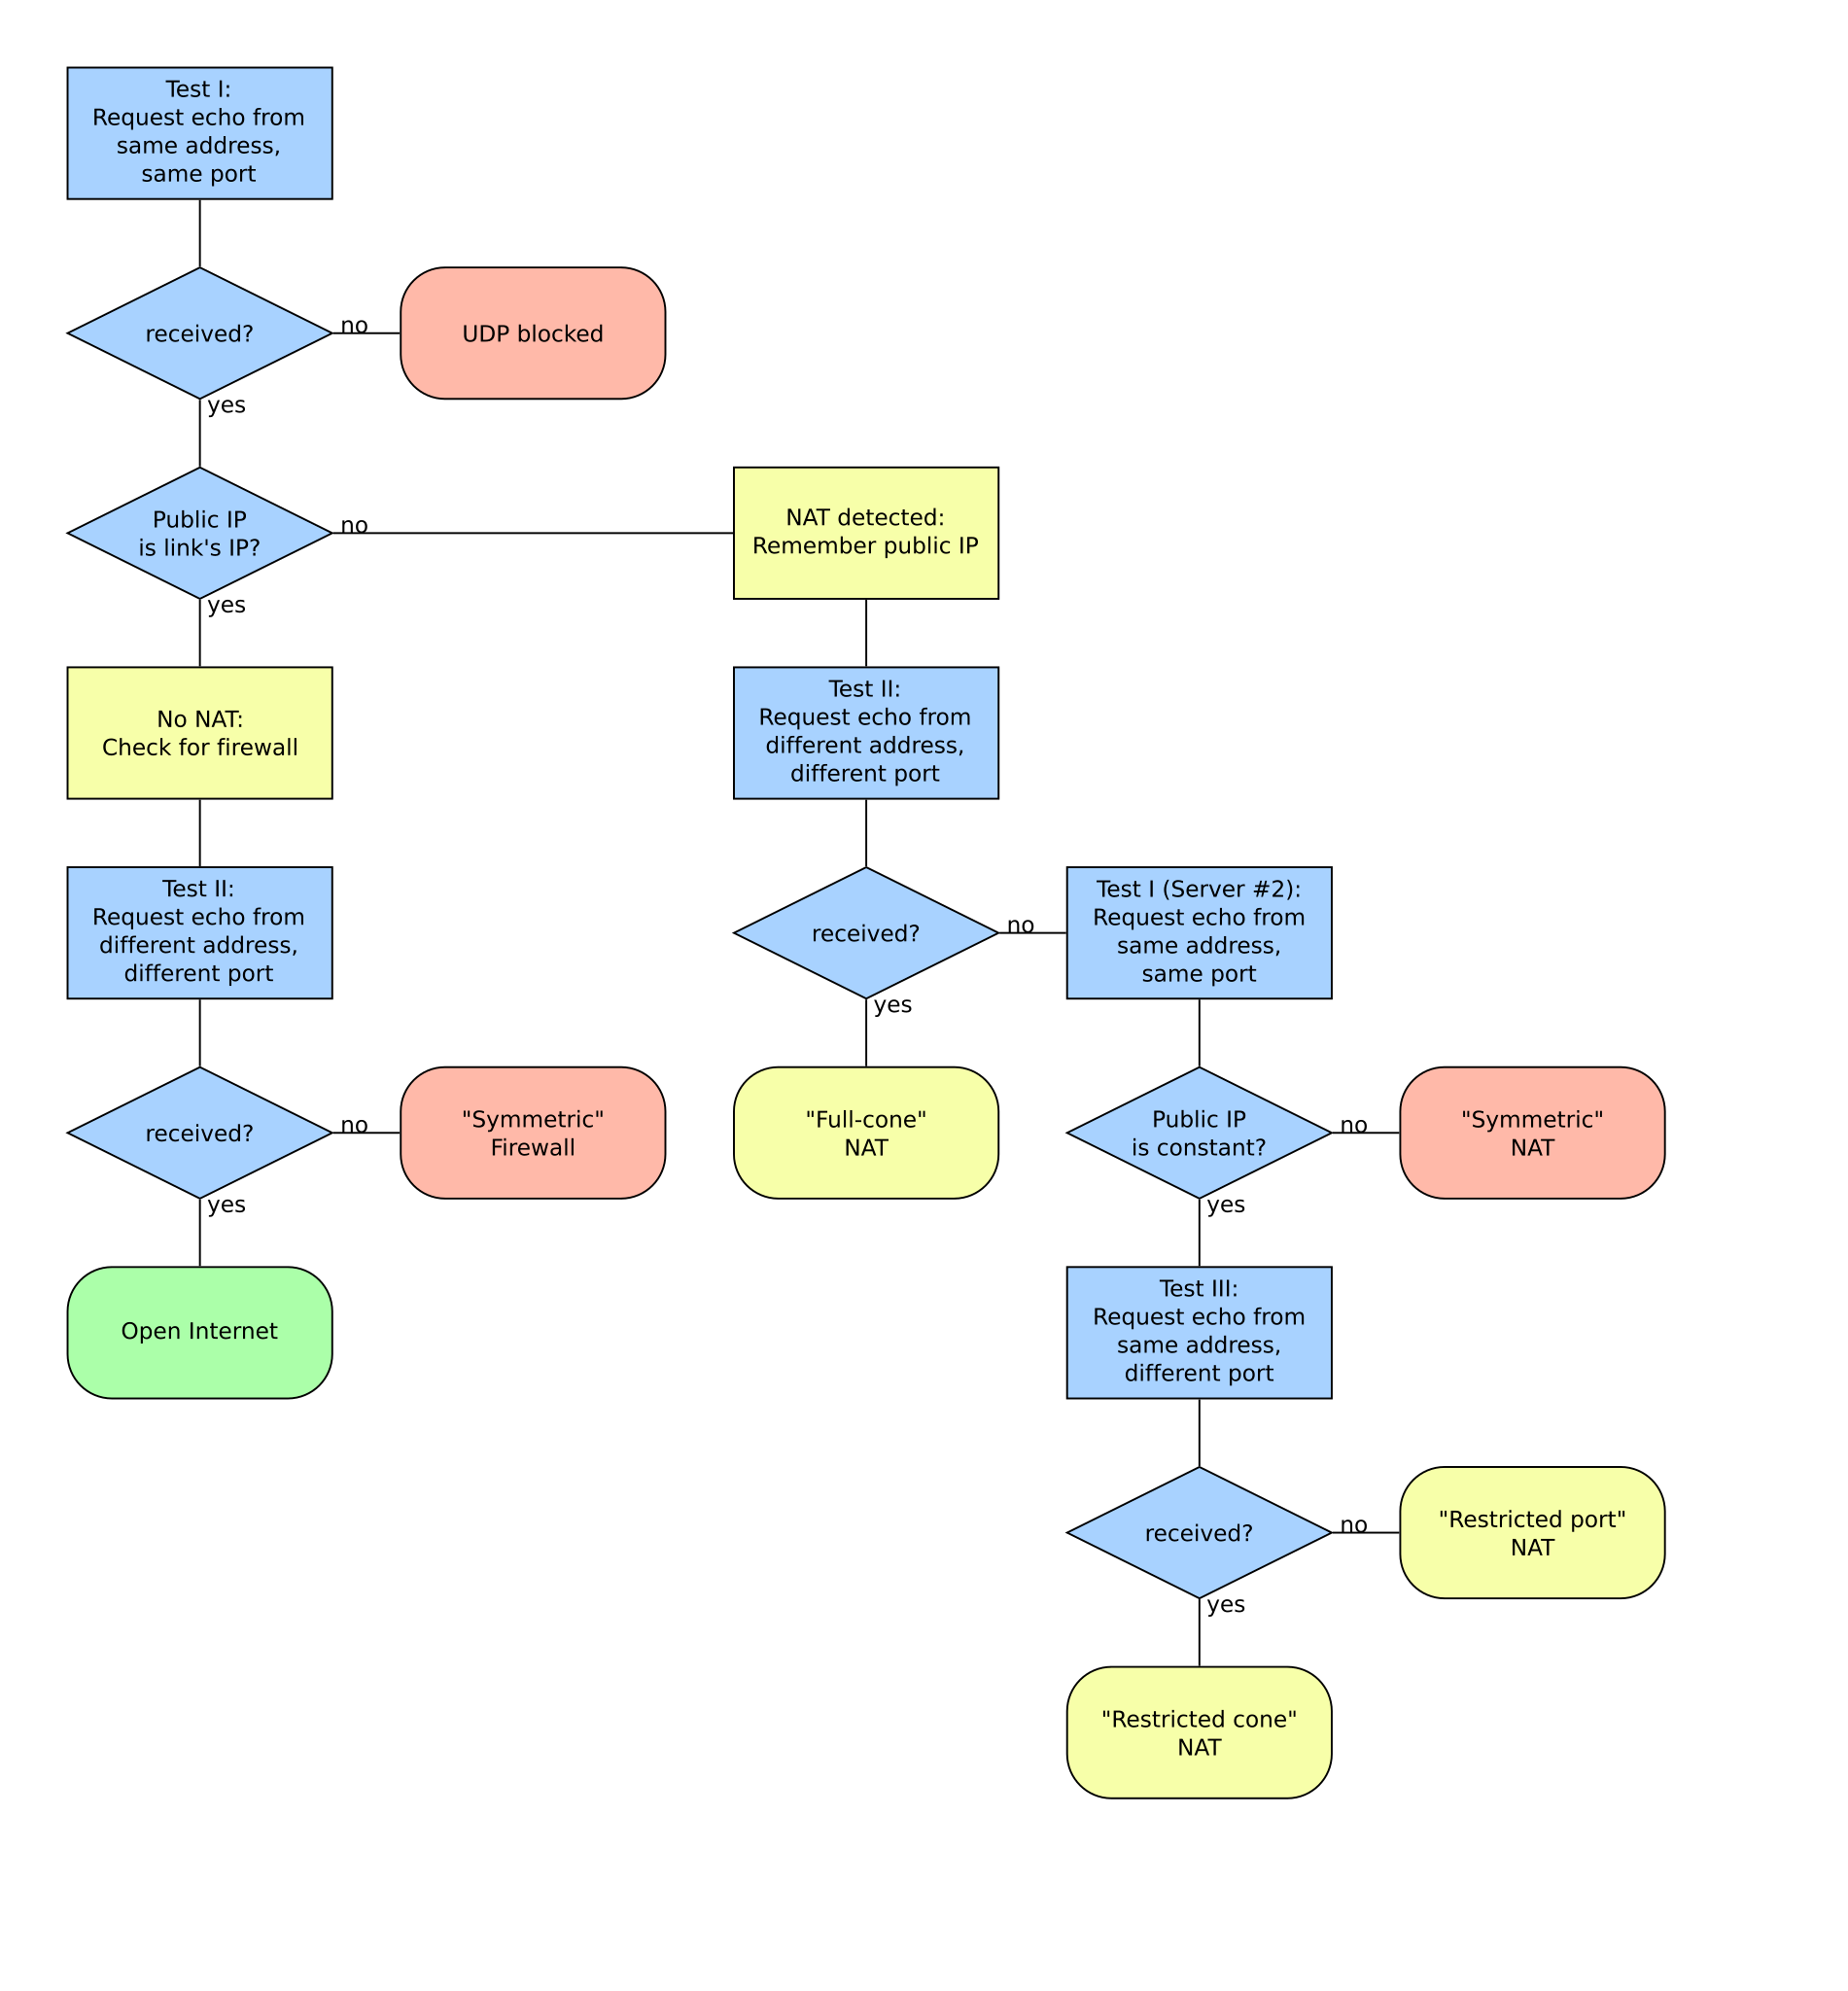 Test I:
Request echo from
same address,
same port
received?
no
UDP blocked
yes
Public IP
is link's IP?
no
NAT detected:
Remember public IP
yes
No NAT:
Check for firewall
Test II:
Request echo from
different address,
different port
Test II:
Request echo from
different address,
different port
received?
no
Test I (Server #2):
Request echo from
same address,
same port
yes
received?
no
"Symmetric"
Firewall
"Full-cone"
NAT
Public IP
is constant?
no
"Symmetric"
NAT
yes
yes
Open Internet
Test III:
Request echo from
same address,
different port
received?
no
"Restricted port"
NAT
yes
"Restricted cone"
NAT